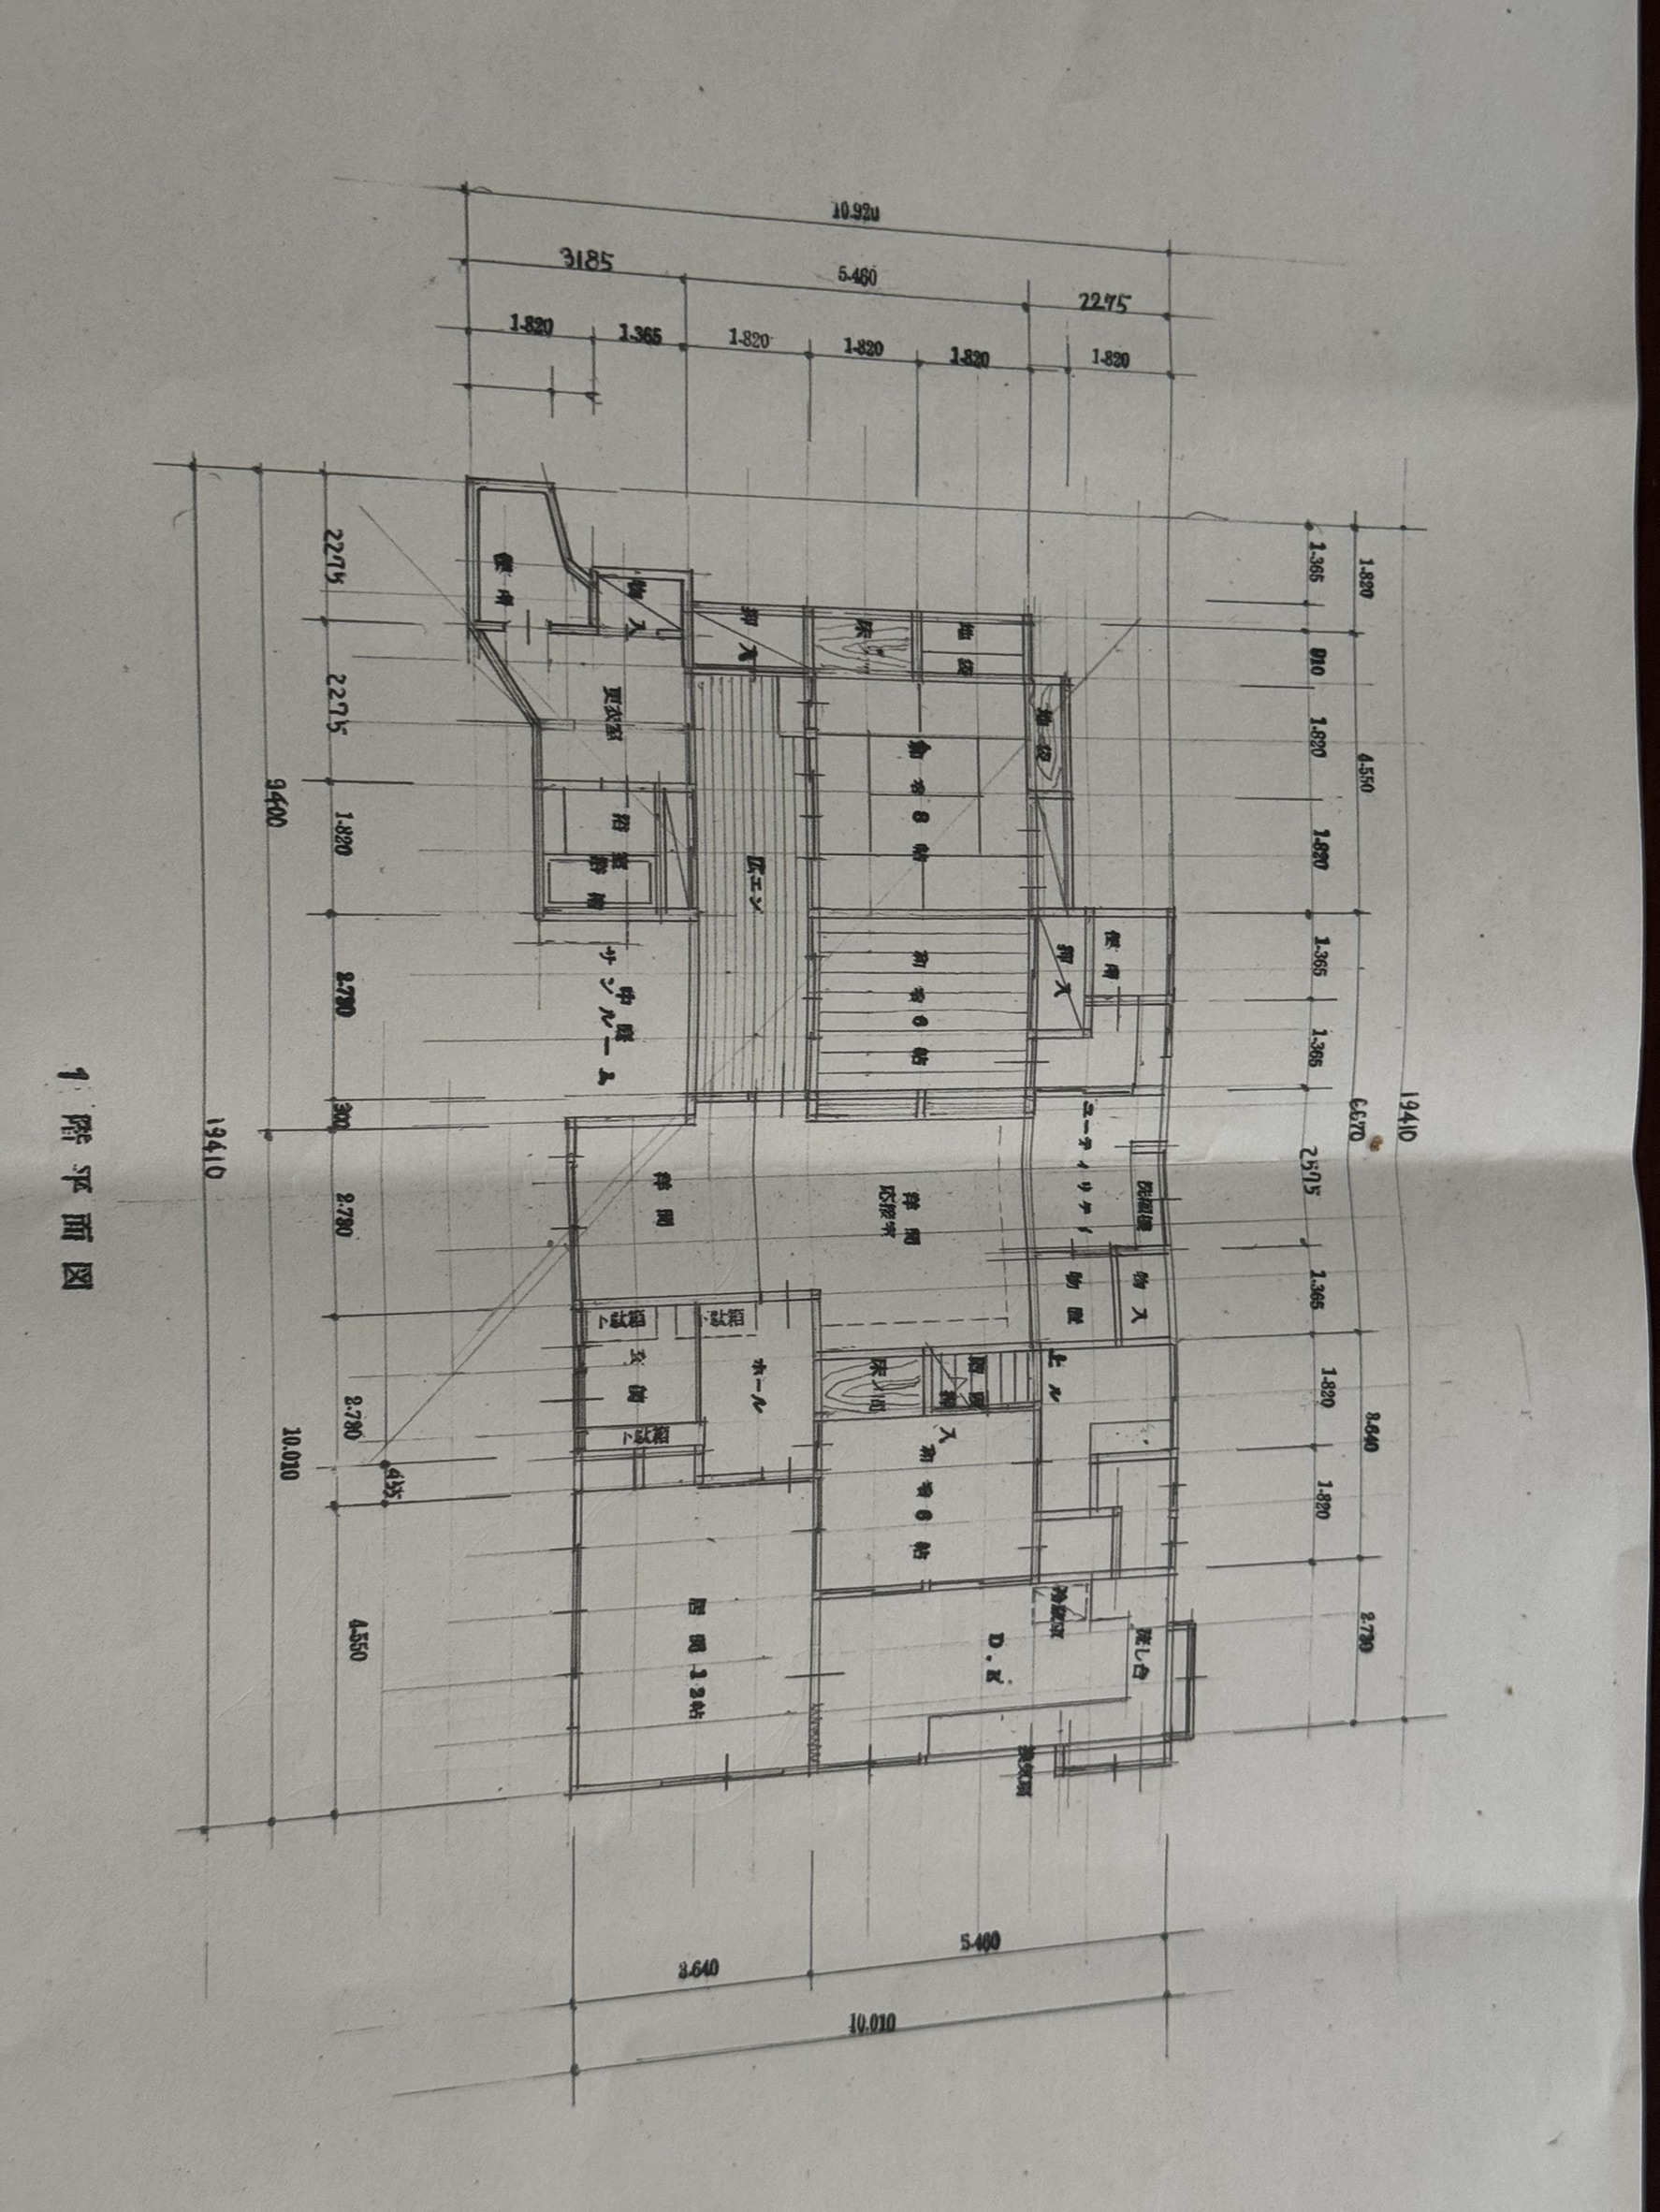 19410
1.820 4.550 6670 3.640 2.730
1.365 910 1.820 1.820 1.365 1.365 2575 1.365 1.820 1.820
2275
1.820
1.820
1.820
1.820
1.365
1.820
5.460
3185
10.920
便所
押入
ユーティリティ
洗濯機
物入
物置
上ル
流し台
冷蔵庫
換気扇
D.K
地袋
地袋
床
和室8帖
和室6帖
洋間
応接室
階段
押入
床ノ間
和室6帖
押入
広エン
ホール
下駄箱
居間12帖
物入
更衣室
浴室
浴槽
中庭
サンルーム
洋間
下駄箱
玄関
下駄箱
便所
5.460
3.640
10.010
455
2275 2275 1.820 2.730 300 2.730 2.730 4.550
9400 10.010
19410
1階平面図